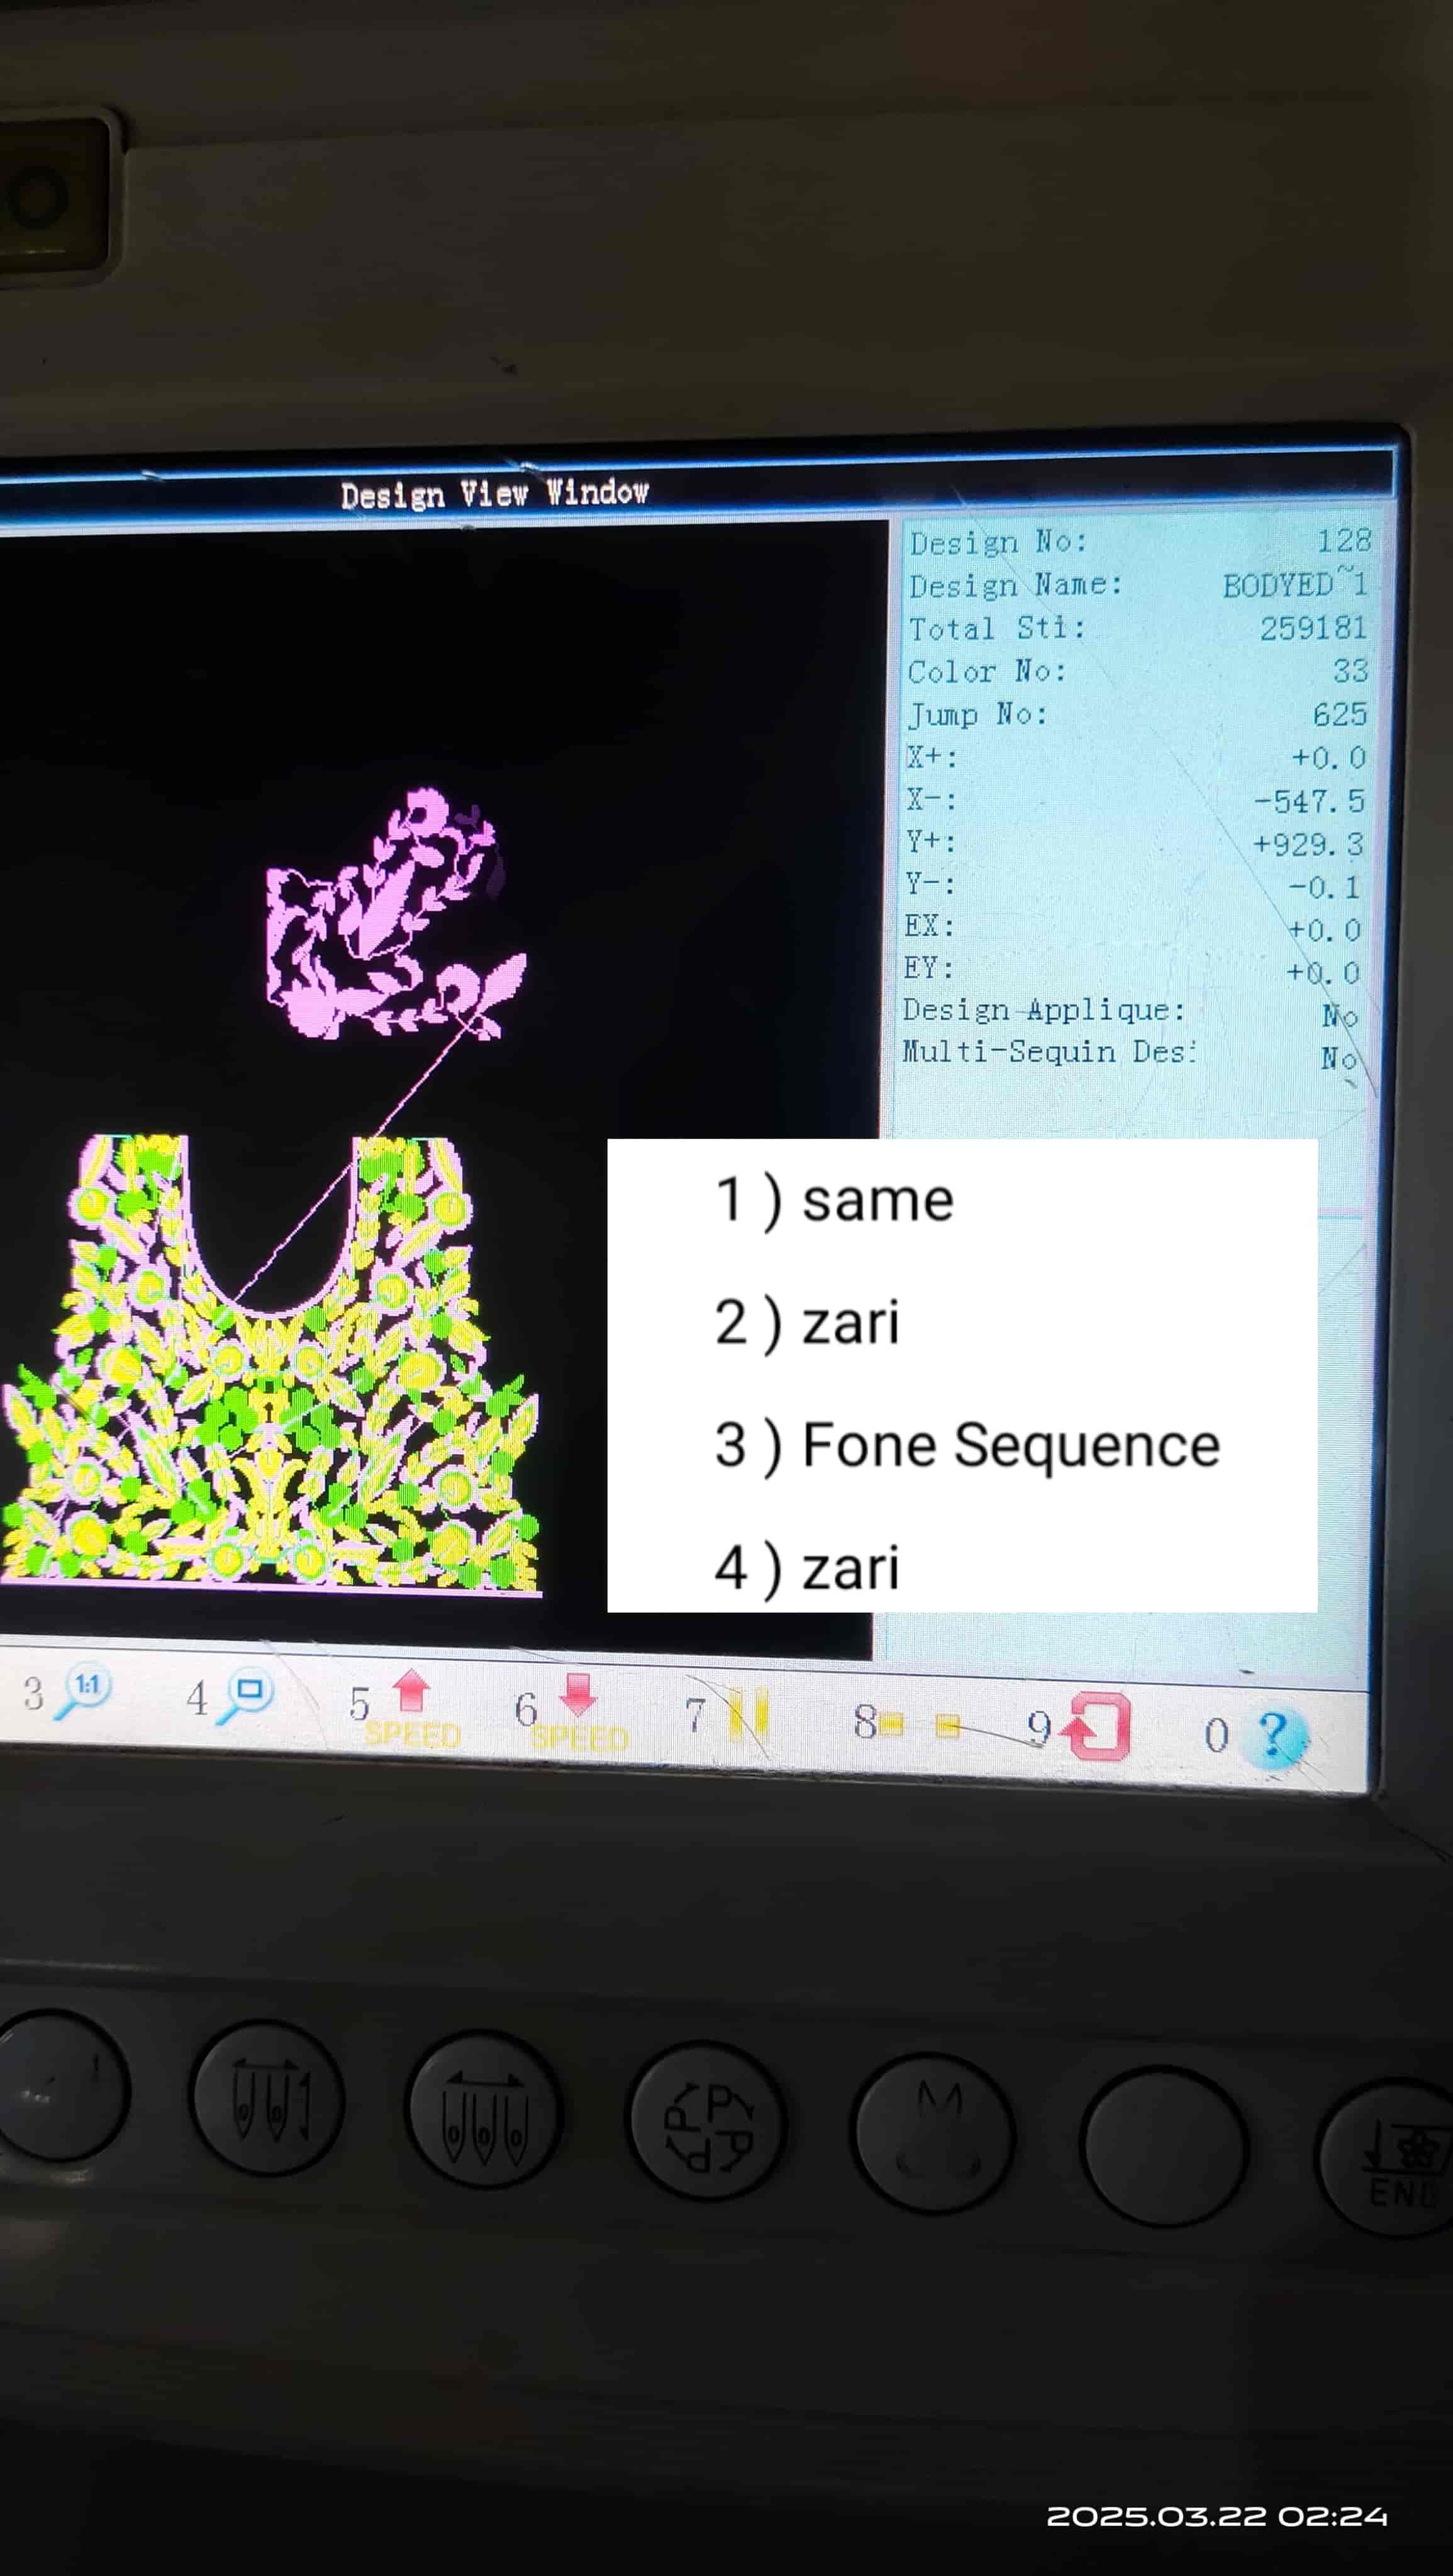 Design View Window
Design No: 128
Design Name: BODYED~1
Total Sti: 259181
Color No: 33
Jump No: 625
X+: +0.0
X-: -547.5
Y+: +929.3
Y-: -0.1
EX: +0.0
EY: +0.0
Design Applique: No
Multi-Sequin Des: No
1 ) same
2 ) zari
3 ) Fone Sequence
4 ) zari
3 1:1 4 5 SPEED 6 SPEED 7 8 9 0 ?
P P P P
M
END
2025.03.22 02:24